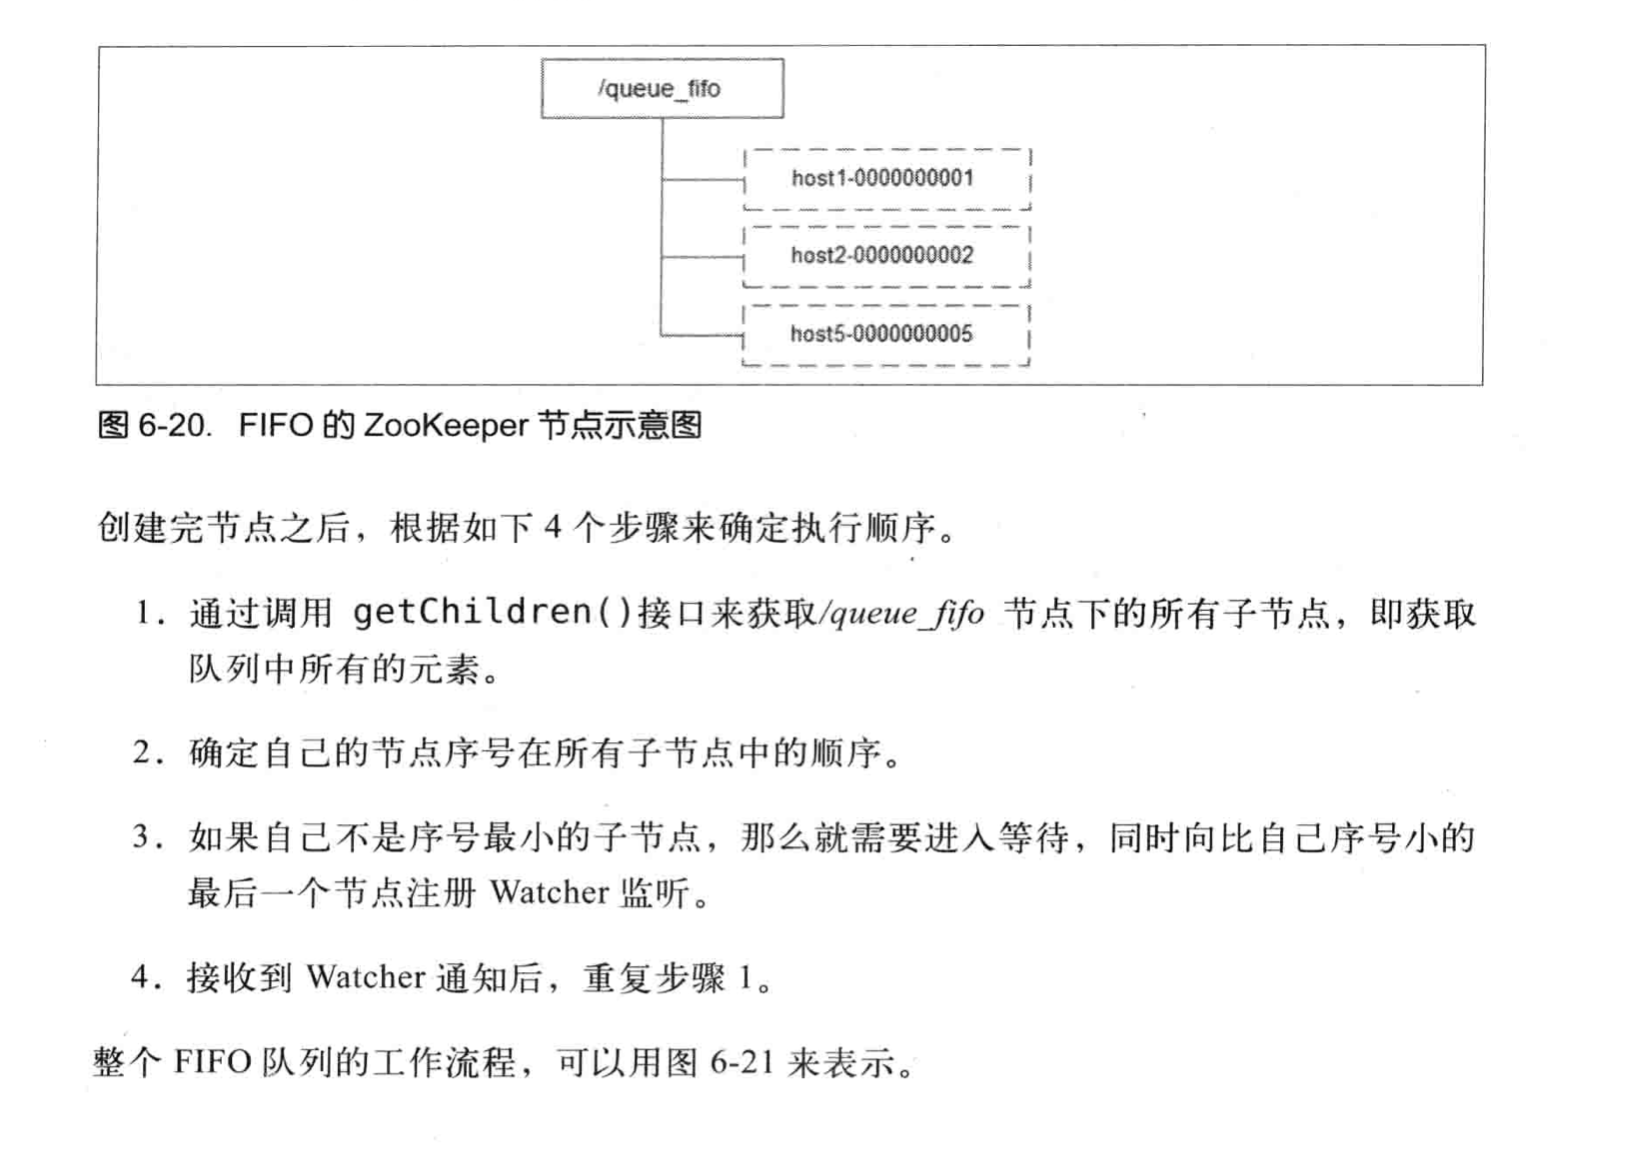 /queue_fifo
host1-0000000001
host2-0000000002
host5-0000000005
图 6-20. FIFO 的 ZooKeeper 节点示意图
创建完节点之后，根据如下 4 个步骤来确定执行顺序。
1. 通过调用 getChildren()接口来获取/queue_fifo 节点下的所有子节点，即获取
队列中所有的元素。
2. 确定自己的节点序号在所有子节点中的顺序。
3. 如果自己不是序号最小的子节点，那么就需要进入等待，同时向比自己序号小的
最后一个节点注册 Watcher 监听。
4. 接收到 Watcher 通知后，重复步骤 1。
整个 FIFO 队列的工作流程，可以用图 6-21 来表示。